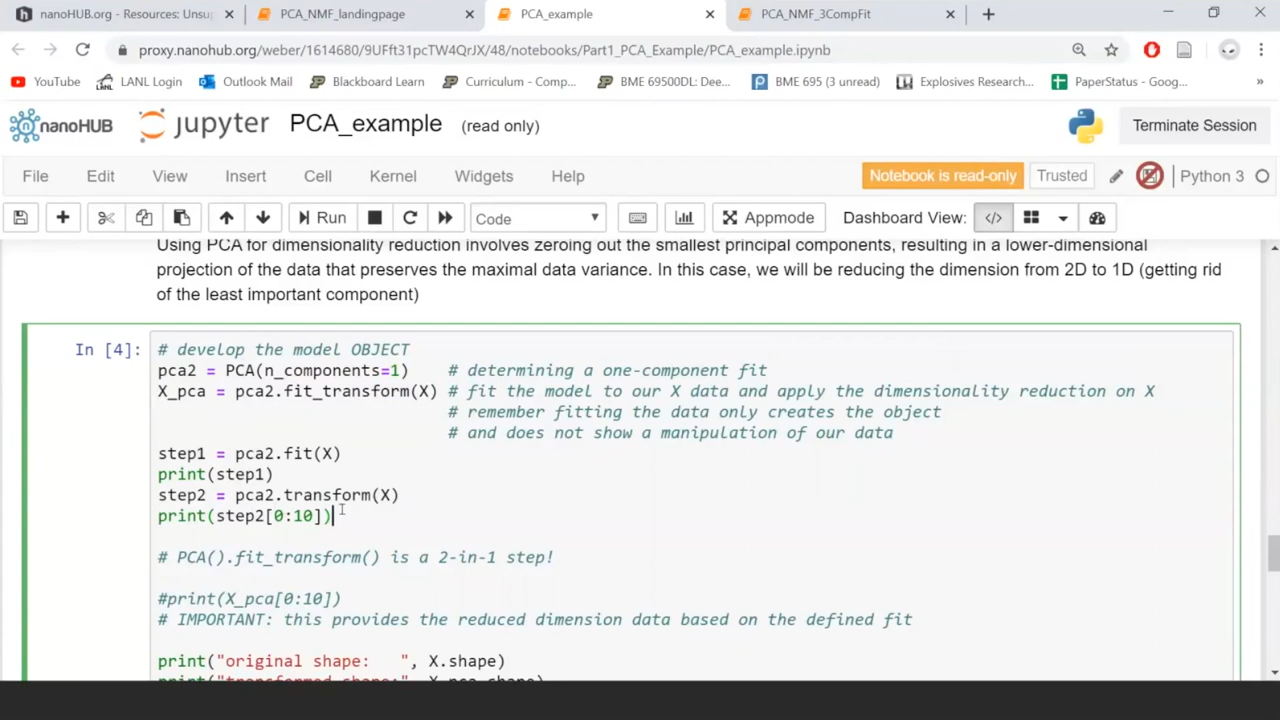 nanoHUB.org - Resources: Unsup
PCA_NMF_landingpage
PCA_example
PCA_NMF_3CompFit
proxy.nanohub.org/weber/1614680/9UFft31pcTW4QrJX/48/notebooks/Part1_PCA_Example/PCA_example.ipynb
YouTube
LANL Login
Outlook Mail
Blackboard Learn
Curriculum - Comp...
BME 69500DL: Dee...
BME 695 (3 unread)
Explosives Research...
PaperStatus - Goog...
»
nanoHUB
jupyter
PCA_example (read only)
Terminate Session
File Edit View Insert Cell Kernel Widgets Help
Notebook is read-only
Trusted
Python 3
Run
Code
Appmode
Dashboard View:
Using PCA for dimensionality reduction involves zeroing out the smallest principal components, resulting in a lower-dimensional
projection of the data that preserves the maximal data variance. In this case, we will be reducing the dimension from 2D to 1D (getting rid
of the least important component)
In [4]:
# develop the model OBJECT
pca2 = PCA(n_components=1) # determining a one-component fit
X_pca = pca2.fit_transform(X) # fit the model to our X data and apply the dimensionality reduction on X
# remember fitting the data only creates the object
# and does not show a manipulation of our data
step1 = pca2.fit(X)
print(step1)
step2 = pca2.transform(X)
print(step2[0:10])
# PCA().fit_transform() is a 2-in-1 step!
#print(X_pca[0:10])
# IMPORTANT: this provides the reduced dimension data based on the defined fit
print("original shape:   ", X.shape)
print("transformed shape:", X_pca.shape)